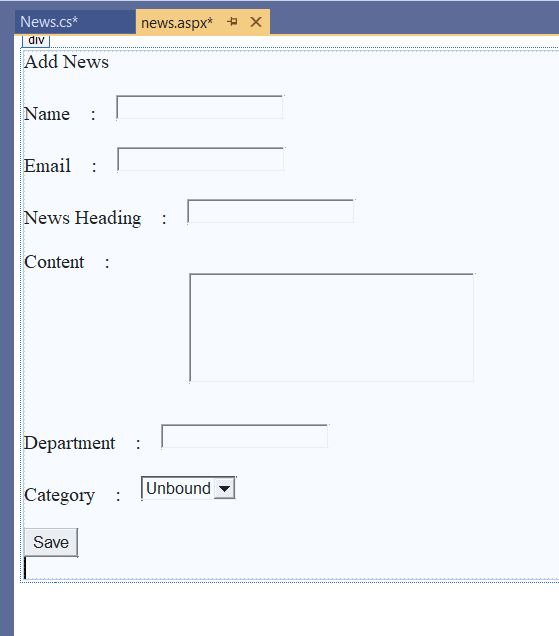 News.cs*
news.aspx*
div
Add News
Name :
Email :
News Heading :
Content :
Department :
Category : Unbound
Save